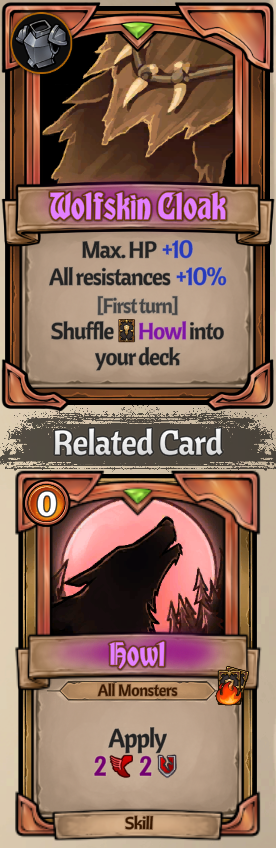 Wolfskin Cloak
Max. HP +10
All resistances +10%
[First turn]
Shuffle Howl into
your deck
Related Card
0
Howl
All Monsters
Apply
2 2
Skill